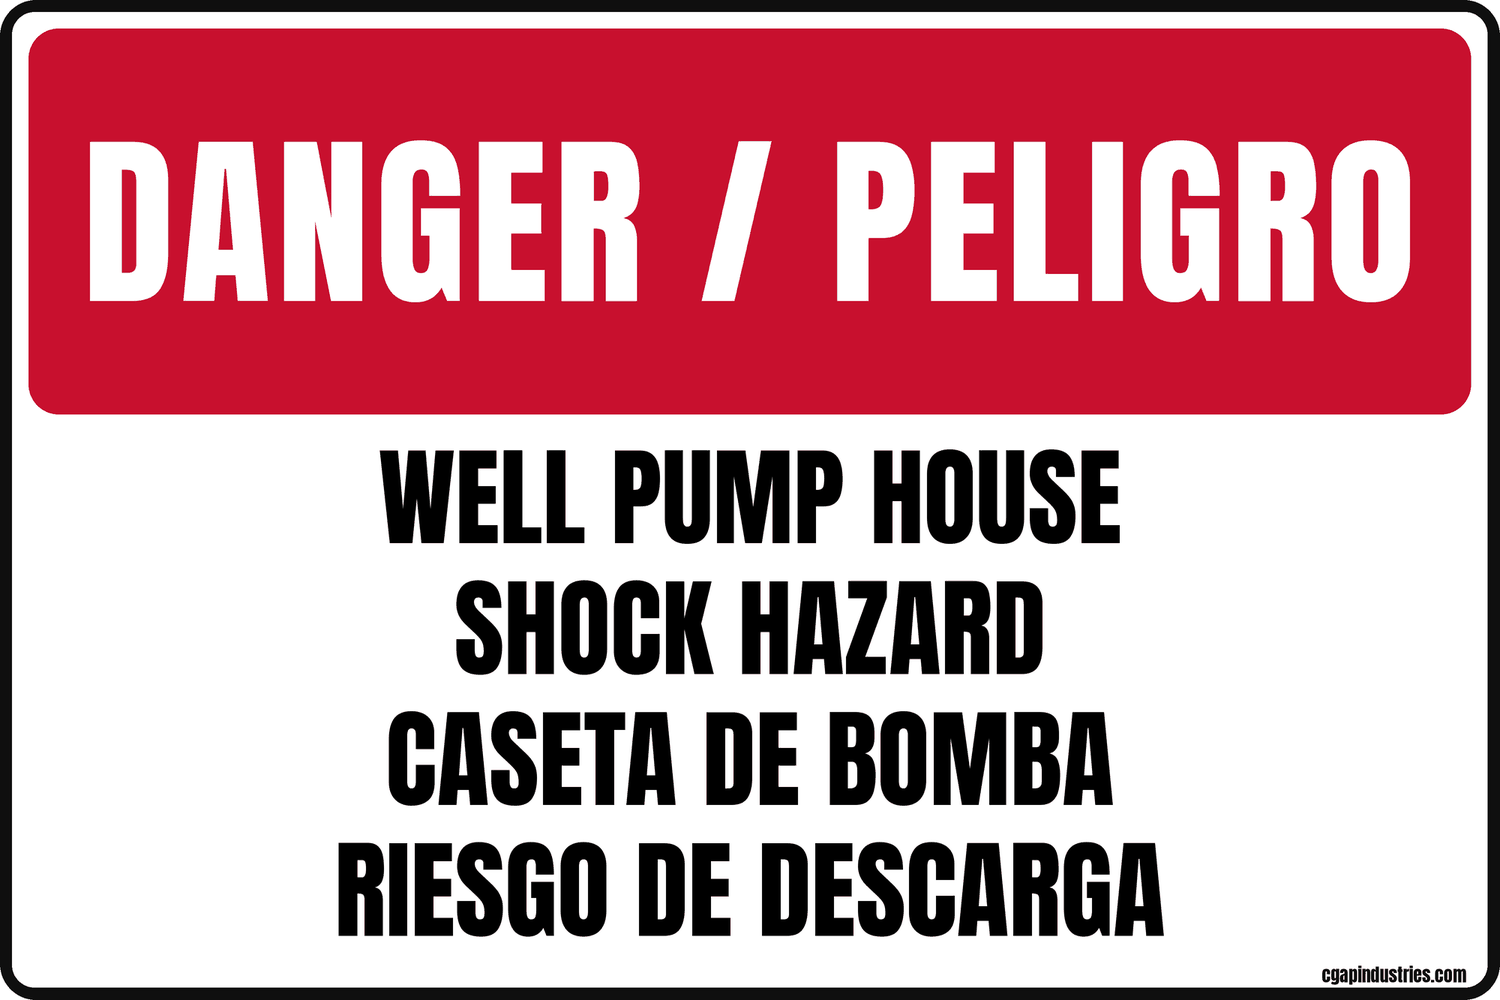 DANGER / PELIGRO
WELL PUMP HOUSE
SHOCK HAZARD
CASETA DE BOMBA
RIESGO DE DESCARGA
cgapindustries.com